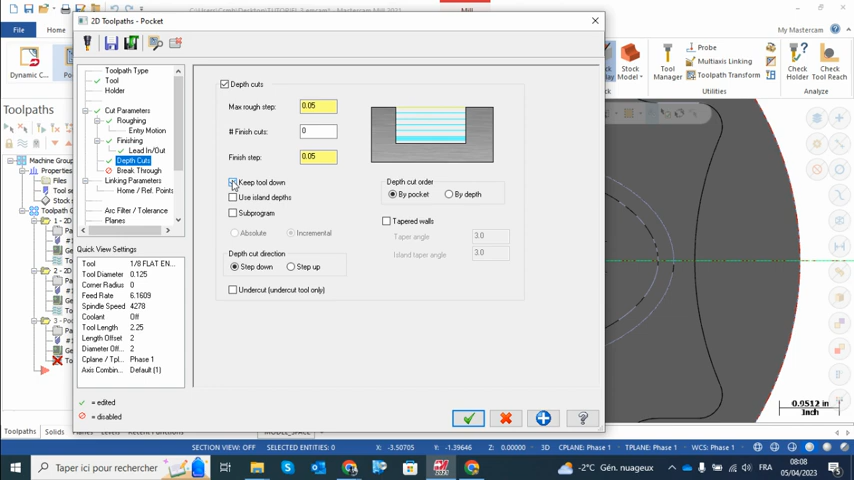 2D Toolpaths - Pocket
File
Home
My Mastercam
Dynamic C...
Toolpaths
Machine Group
Properties
Toolpath Type
Tool
Holder
Cut Parameters
Roughing
Entry Motion
Finishing
Lead In/Out
Depth Cuts
Break Through
Linking Parameters
Home / Ref. Points
Arc Filter / Tolerance
Planes
Quick View Settings
Tool 1/8 FLAT EN...
Tool Diameter 0.125
Corner Radius 0
Feed Rate 6.1609
Spindle Speed 4278
Coolant Off
Tool Length 2.25
Length Offset 2
Diameter Of... 2
Cplane / Tpl... Phase 1
Axis Combin... Default (1)
= edited
= disabled
Depth cuts
Max rough step: 0.05
# Finish cuts: 0
Finish step: 0.05
Keep tool down
Use island depths
Subprogram
Absolute Incremental
Depth cut direction
Step down Step up
Undercut (undercut tool only)
Depth cut order
By pocket By depth
Tapered walls
Taper angle 3.0
Island taper angle 3.0
Stock
Model
Tool
Manager
Probe
Multiaxis Linking
Toolpath Transform
Utilities
Check
Holder
Check
Tool Reach
0.9512 in
Inch
Toolpaths Solids Planes Levels Recent Functions
MODEL_SPACE
SECTION VIEW: OFF SELECTED ENTITIES: 0 X: -3.50705 Y: -1.39646 Z: 0.00000 3D CPLANE: Phase 1 TPLANE: Phase 1 WCS: Phase 1
Taper ici pour rechercher
-2°C Gén. nuageux
FRA
08:08
05/04/2023